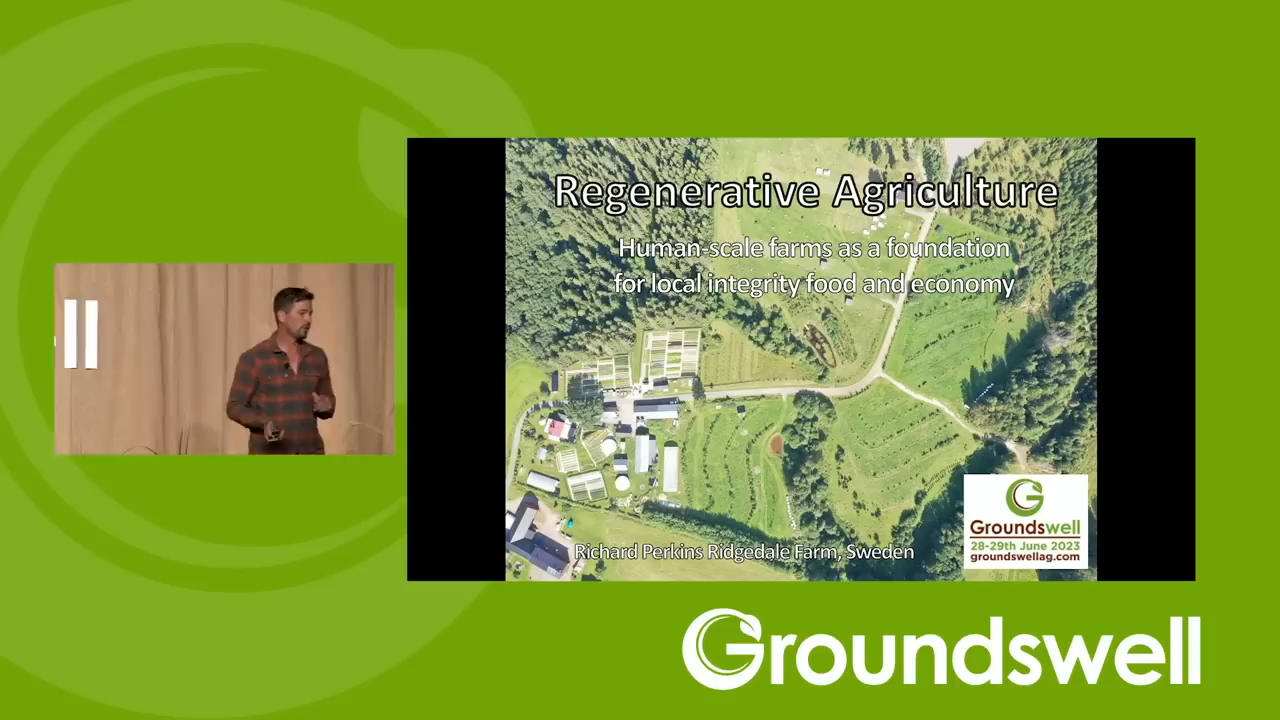 Regenerative Agriculture
Human-scale farms as a foundation
for local integrity food and economy
Groundswell
28-29th June 2023
groundswellag.com
Richard Perkins Ridgedale Farm, Sweden
Groundswell